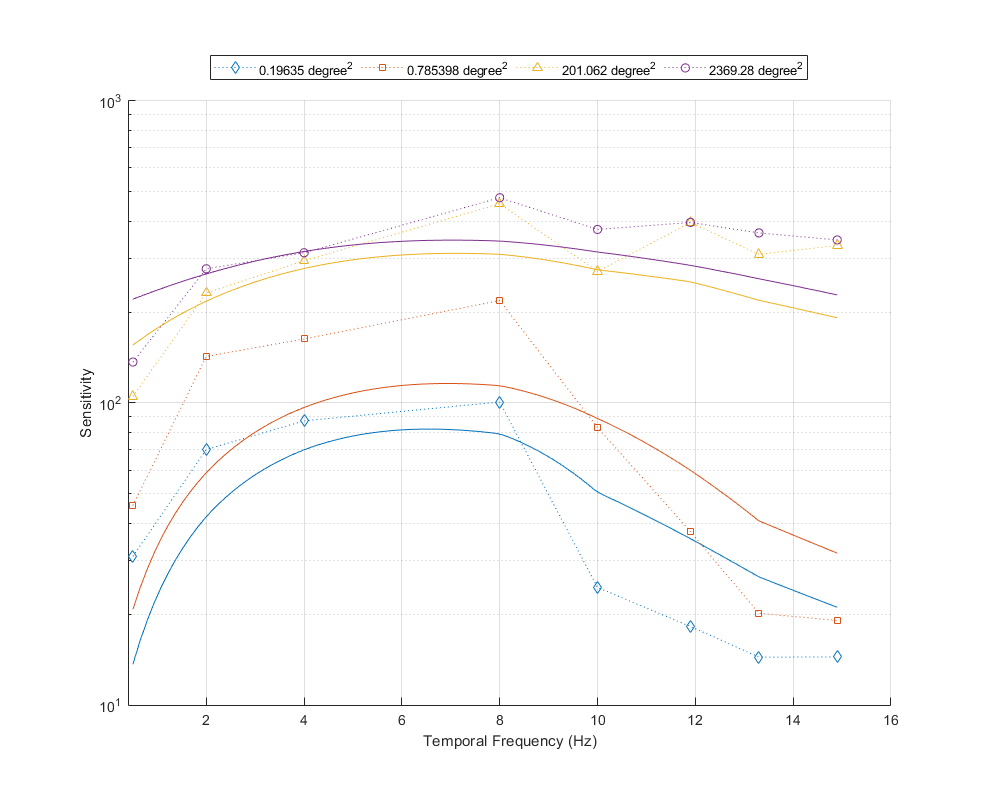 0.19635 degree² 0.785398 degree² 201.062 degree² 2369.28 degree²
10³
10²
10¹
Sensitivity
2 4 6 8 10 12 14 16
Temporal Frequency (Hz)